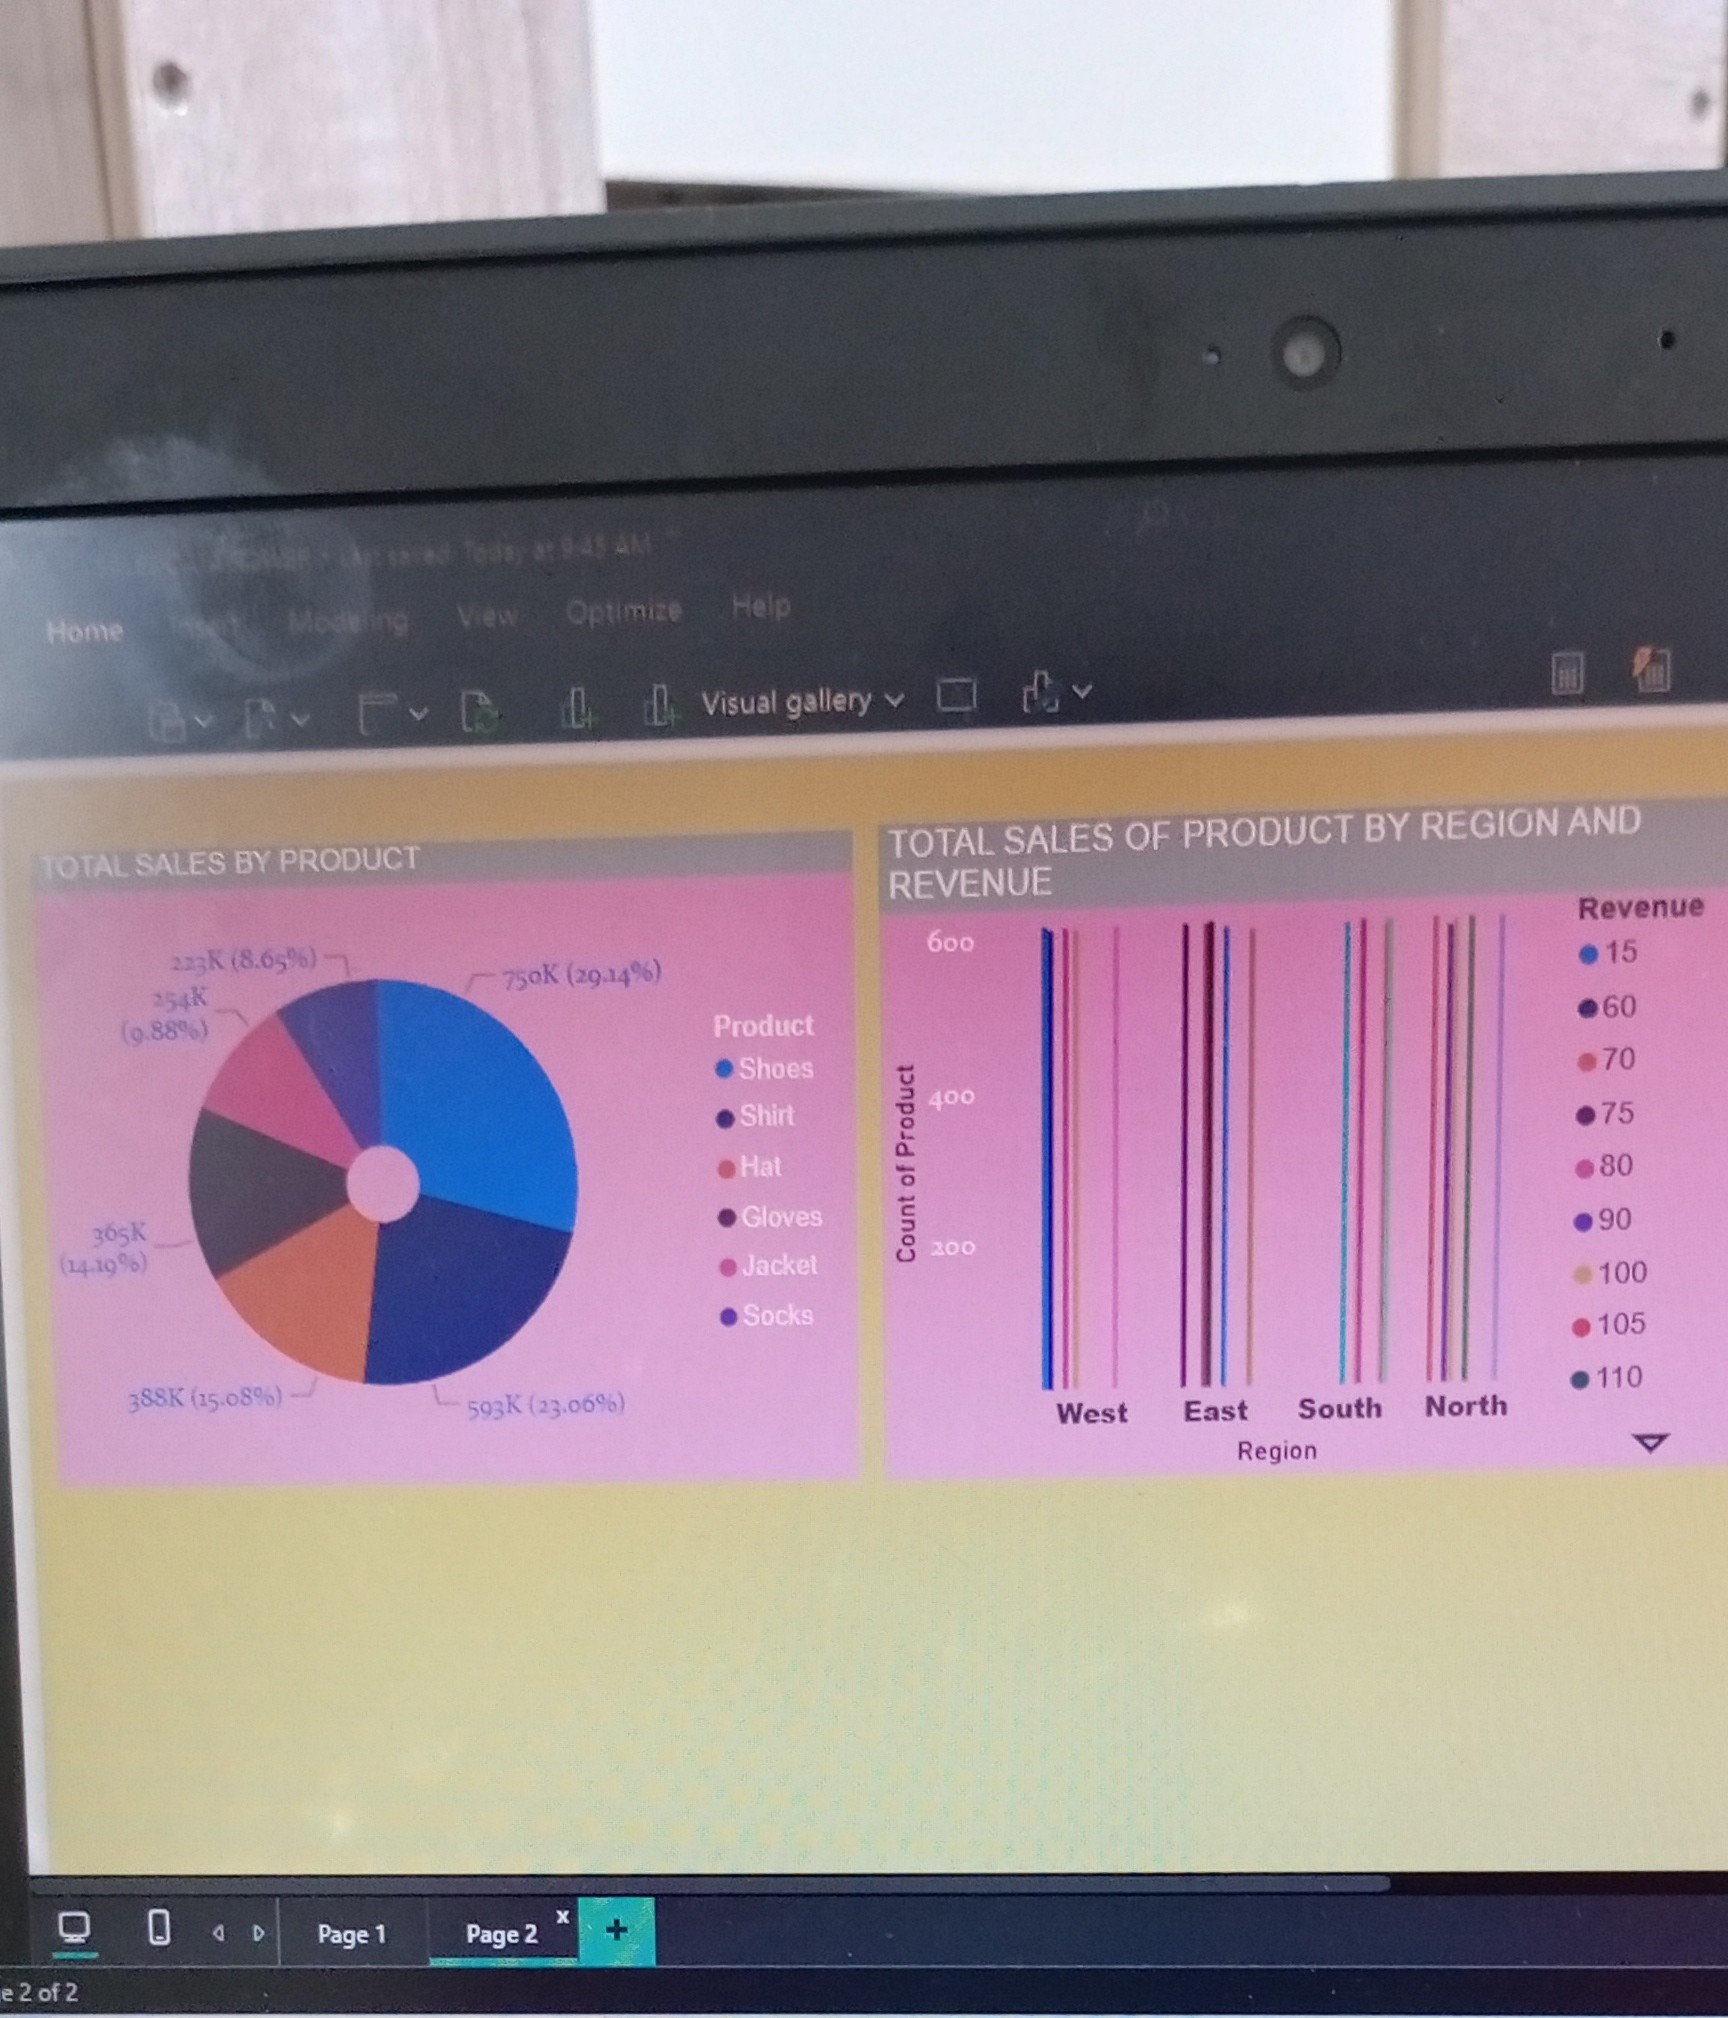 Last saved: Today at 9:45 AM
Home Insert Modeling View Optimize Help
Visual gallery
TOTAL SALES BY PRODUCT
223K (8.65%)
750K (29.14%)
254K
(9.88%)
365K
(14.19%)
388K (15.08%)
593K (23.06%)
Product
Shoes
Shirt
Hat
Gloves
Jacket
Socks
TOTAL SALES OF PRODUCT BY REGION AND
REVENUE
600
400
200
Count of Product
West East South North
Region
Revenue
15
60
70
75
80
90
100
105
110
Page 1
Page 2 x
+
e 2 of 2